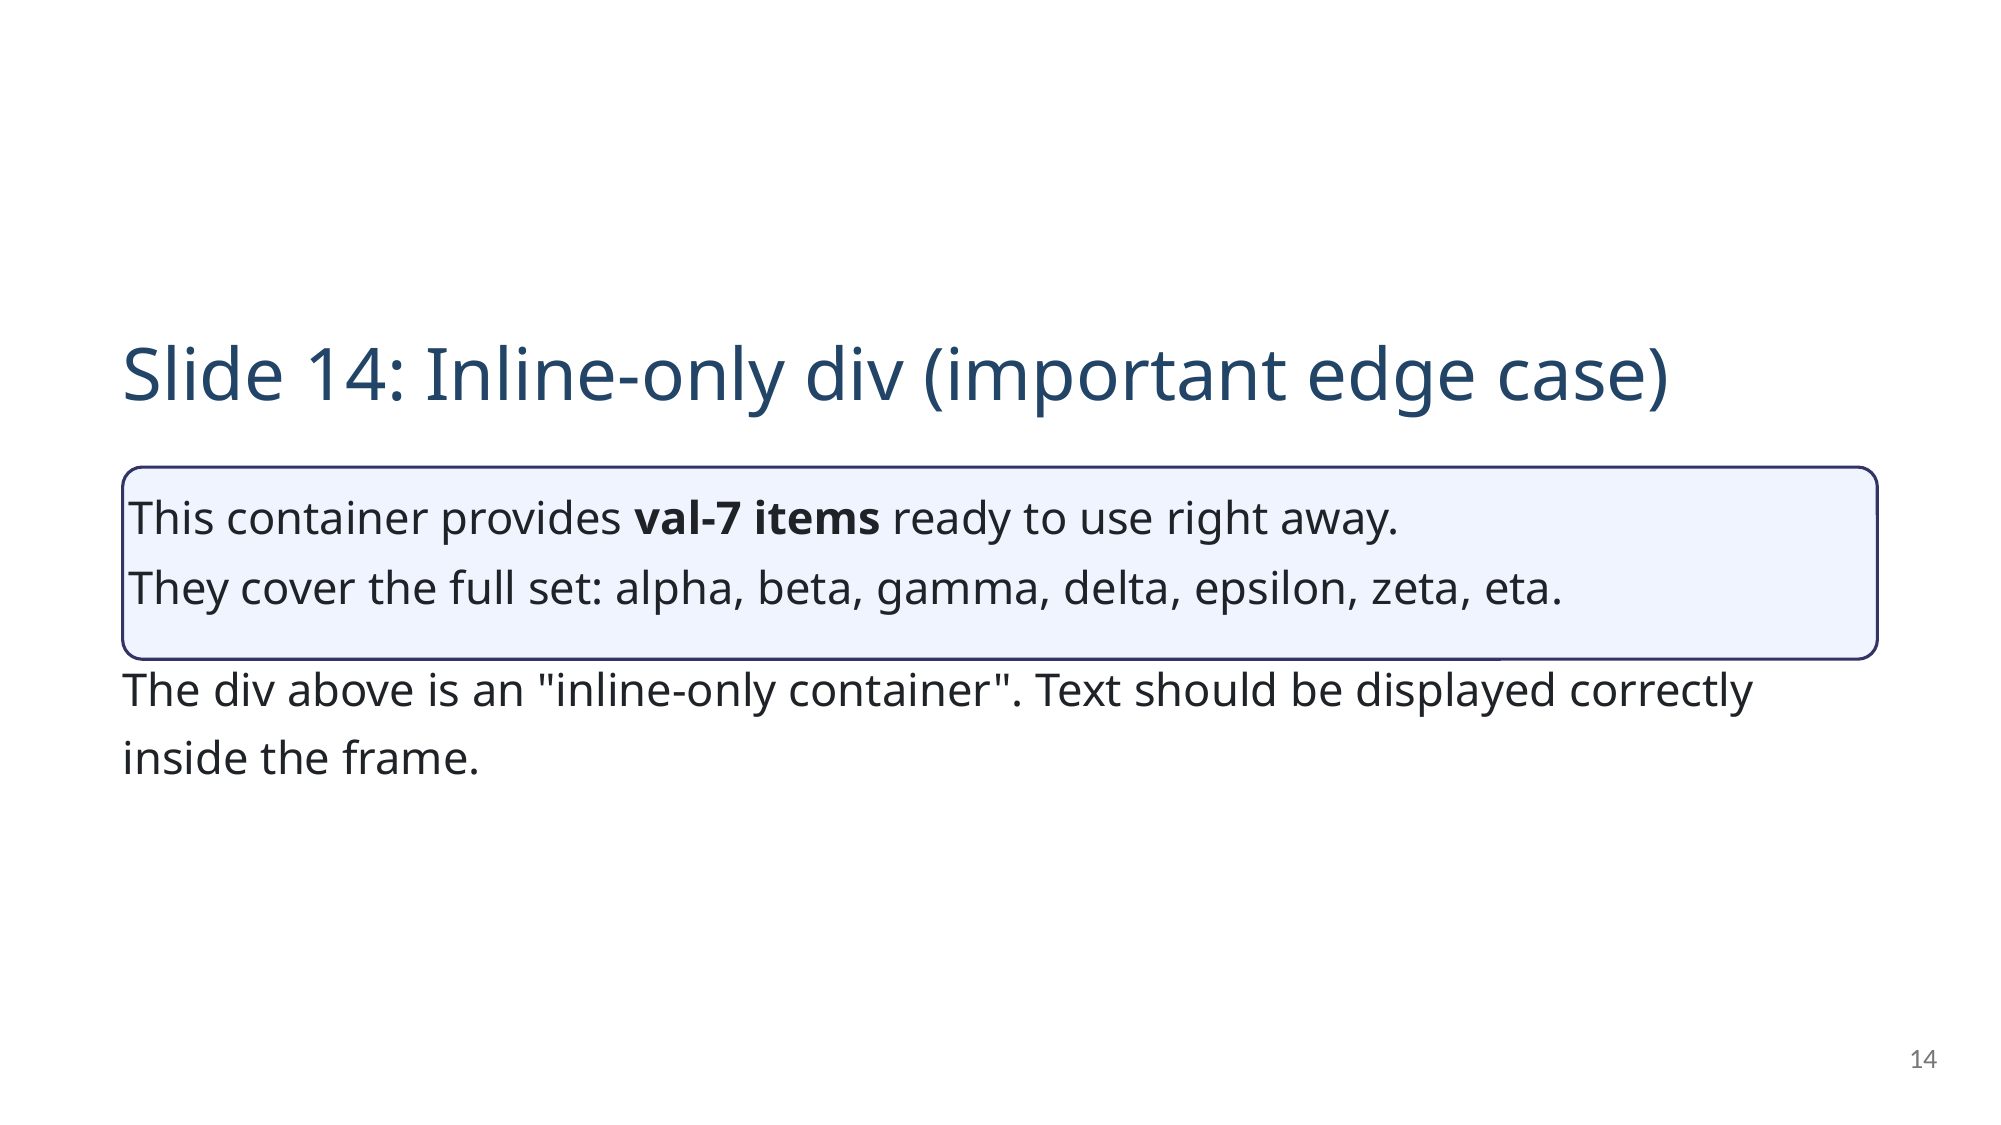 Slide 14: Inline-only div (important edge case)
This container provides val-7 items ready to use right away.
They cover the full set: alpha, beta, gamma, delta, epsilon, zeta, eta.
The div above is an "inline-only container". Text should be displayed correctly
inside the frame.
14